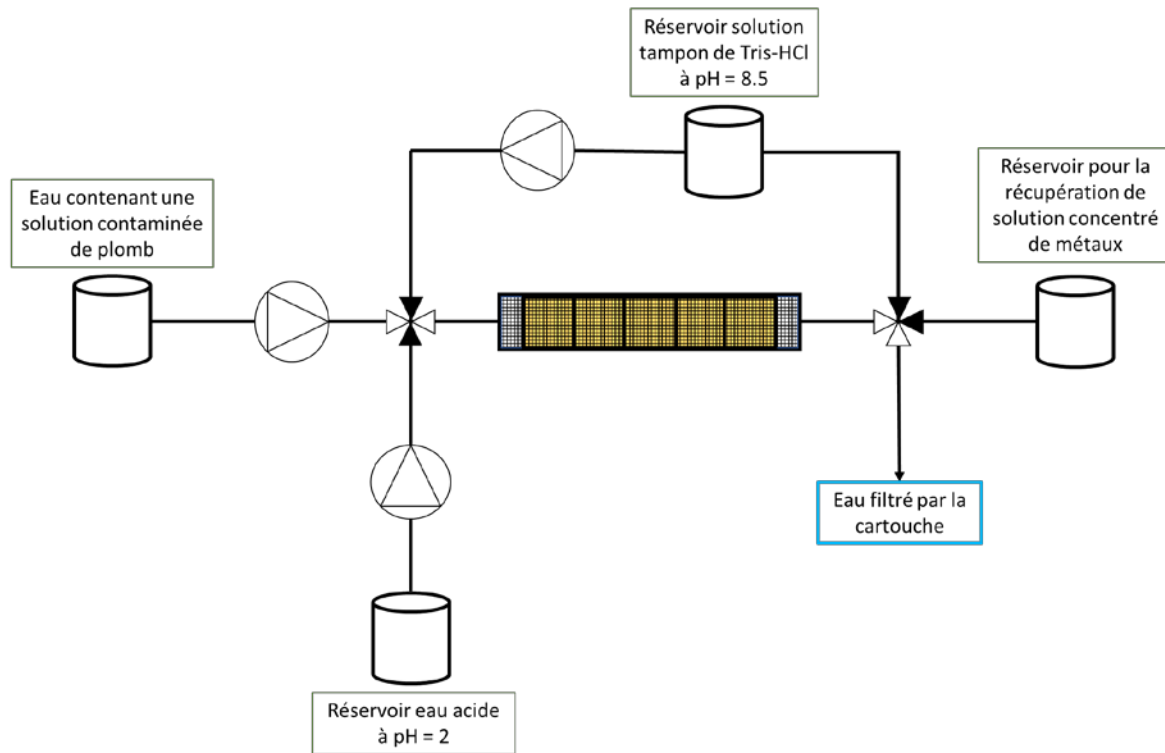 Réservoir solution
tampon de Tris-HCl
à pH = 8.5
Eau contenant une
solution contaminée
de plomb
Réservoir pour la
récupération de
solution concentré
de métaux
Eau filtré par la
cartouche
Réservoir eau acide
à pH = 2